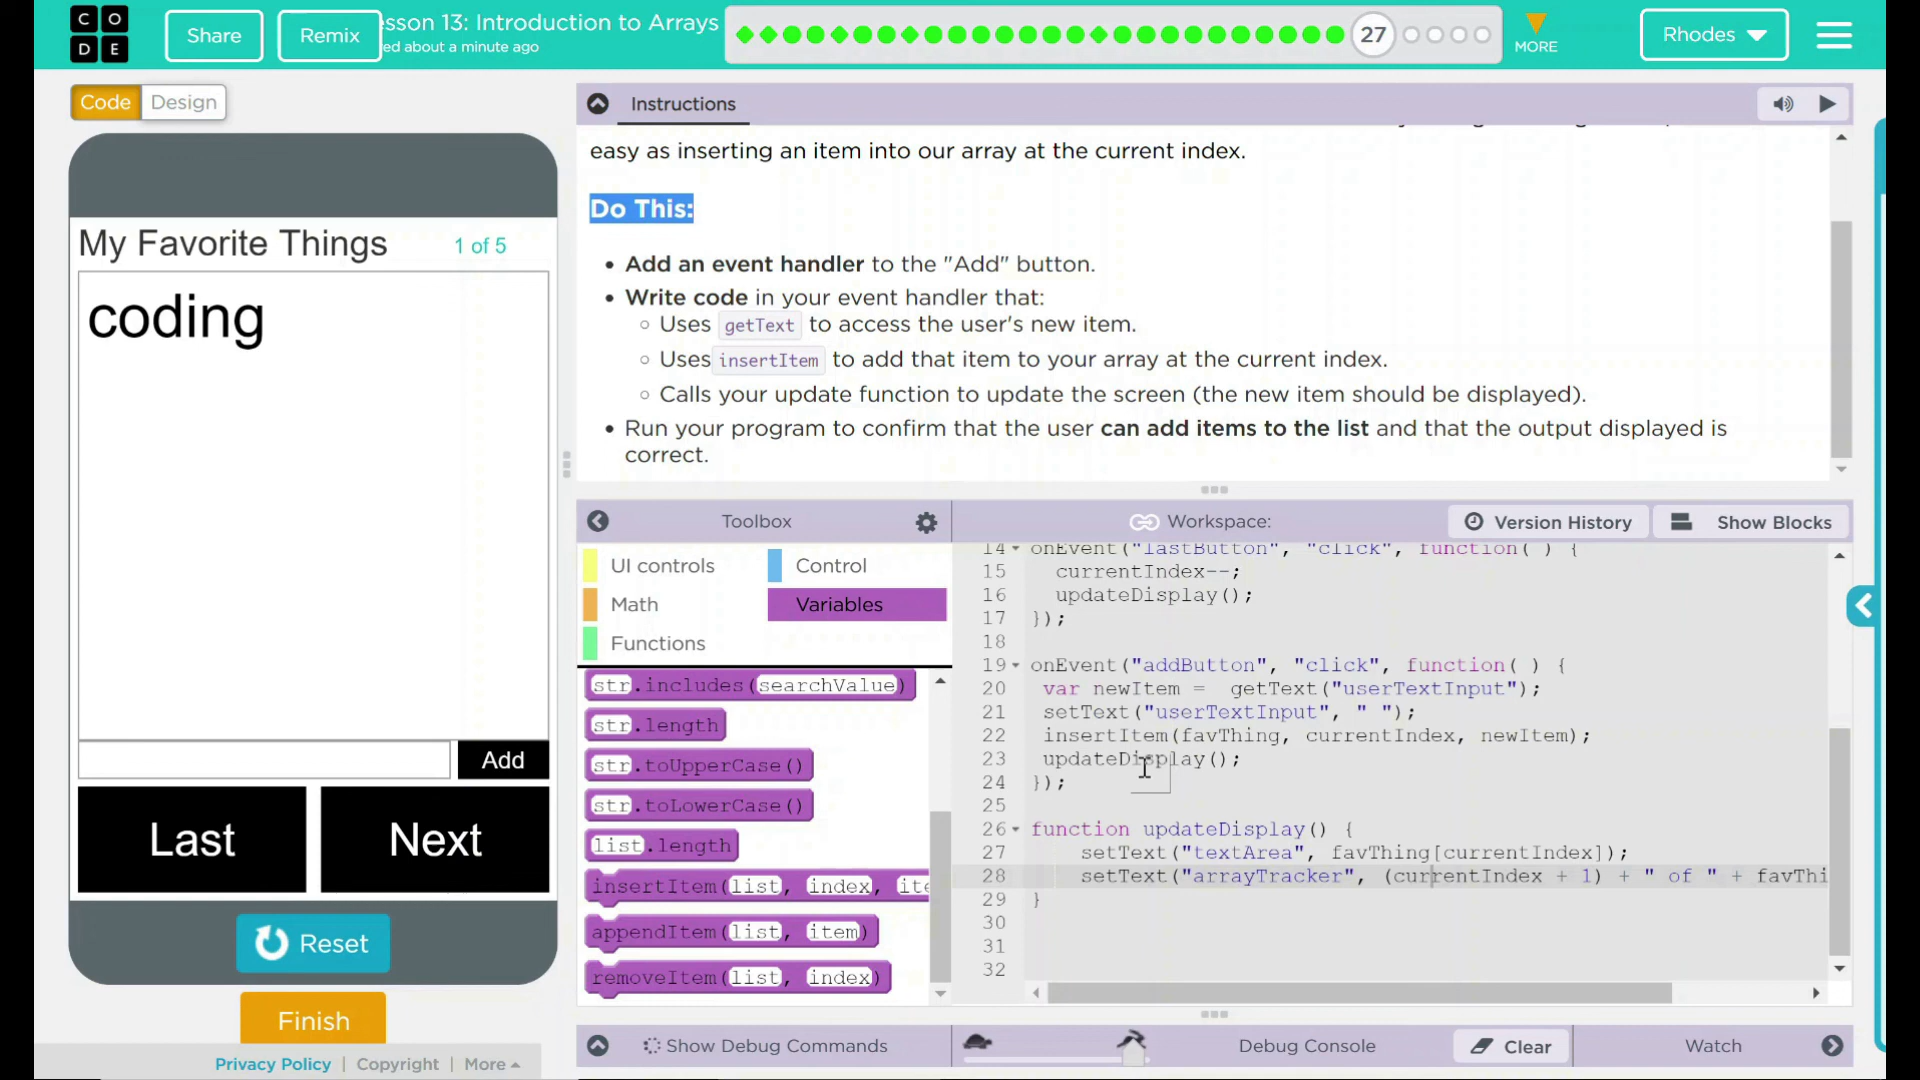 CO
DE
Share
Remix
esson 13: Introduction to Arrays
ed about a minute ago
27
MORE
Rhodes
Code
Design
Instructions
easy as inserting an item into our array at the current index.
Do This:
Add an event handler to the "Add" button.
Write code in your event handler that:
Uses getText to access the user's new item.
Uses insertItem to add that item to your array at the current index.
Calls your update function to update the screen (the new item should be displayed).
Run your program to confirm that the user can add items to the list and that the output displayed is
correct.
My Favorite Things
1 of 5
coding
Add
Last
Next
Reset
Finish
Privacy Policy | Copyright | More
Toolbox
Workspace:
Version History
Show Blocks
UI controls
Control
Math
Variables
Functions
str.includes(searchValue)
str.length
str.toUpperCase()
str.toLowerCase()
list.length
insertItem(list, index, ite
appendItem(list, item)
removeItem(list, index)
14 onEvent("lastButton", "click", function( ) {
15 currentIndex--;
16 updateDisplay();
17 });
18
19 onEvent("addButton", "click", function( ) {
20 var newItem = getText("userTextInput");
21 setText("userTextInput", " ");
22 insertItem(favThing, currentIndex, newItem);
23 updateDisplay();
24 });
25
26 function updateDisplay() {
27 setText("textArea", favThing[currentIndex]);
28 setText("arrayTracker", (currentIndex + 1) + " of " + favThi
29 }
30
31
32
Show Debug Commands
Debug Console
Clear
Watch